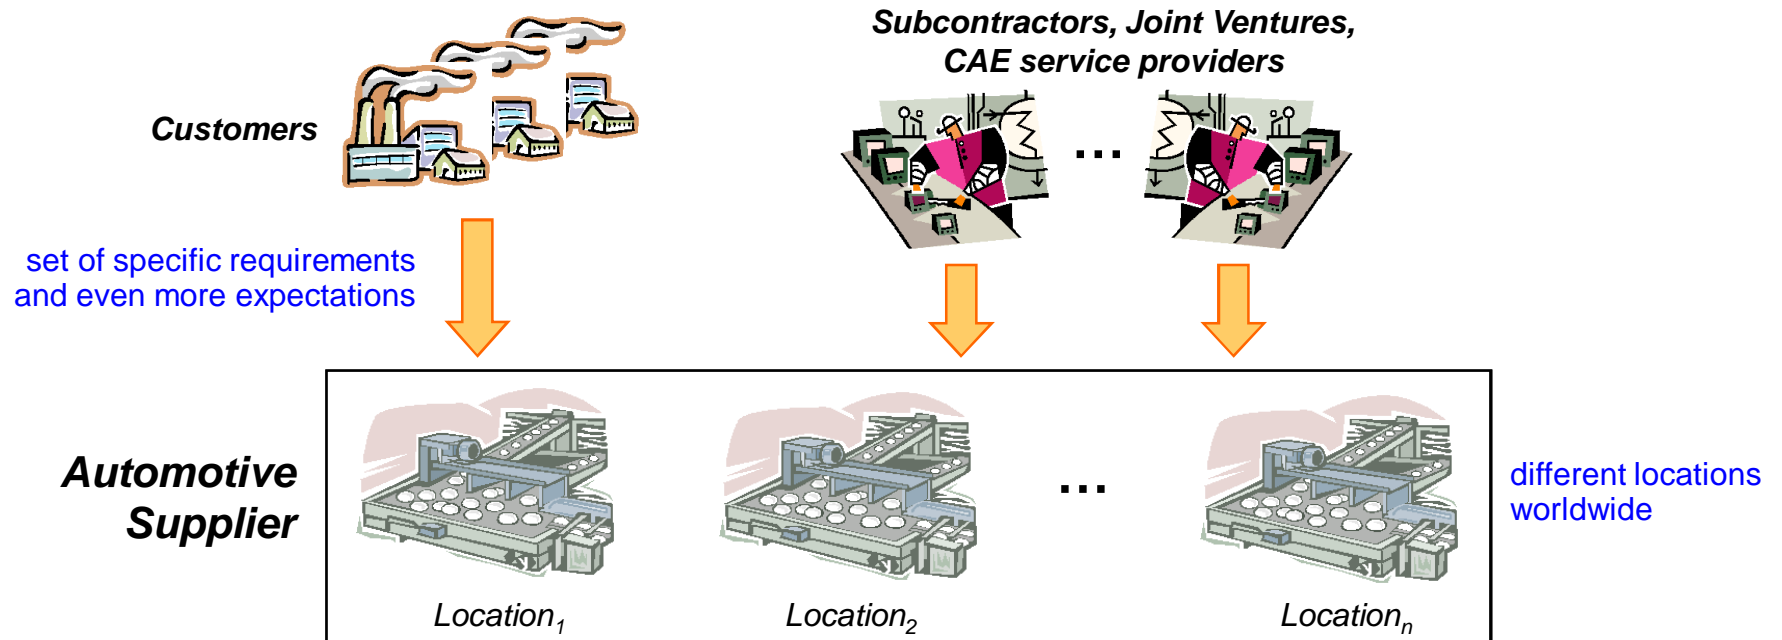 Subcontractors, Joint Ventures,
CAE service providers
Customers
...
set of specific requirements
and even more expectations
Automotive
Supplier
...
different locations
worldwide
Location1
Location2
Locationn